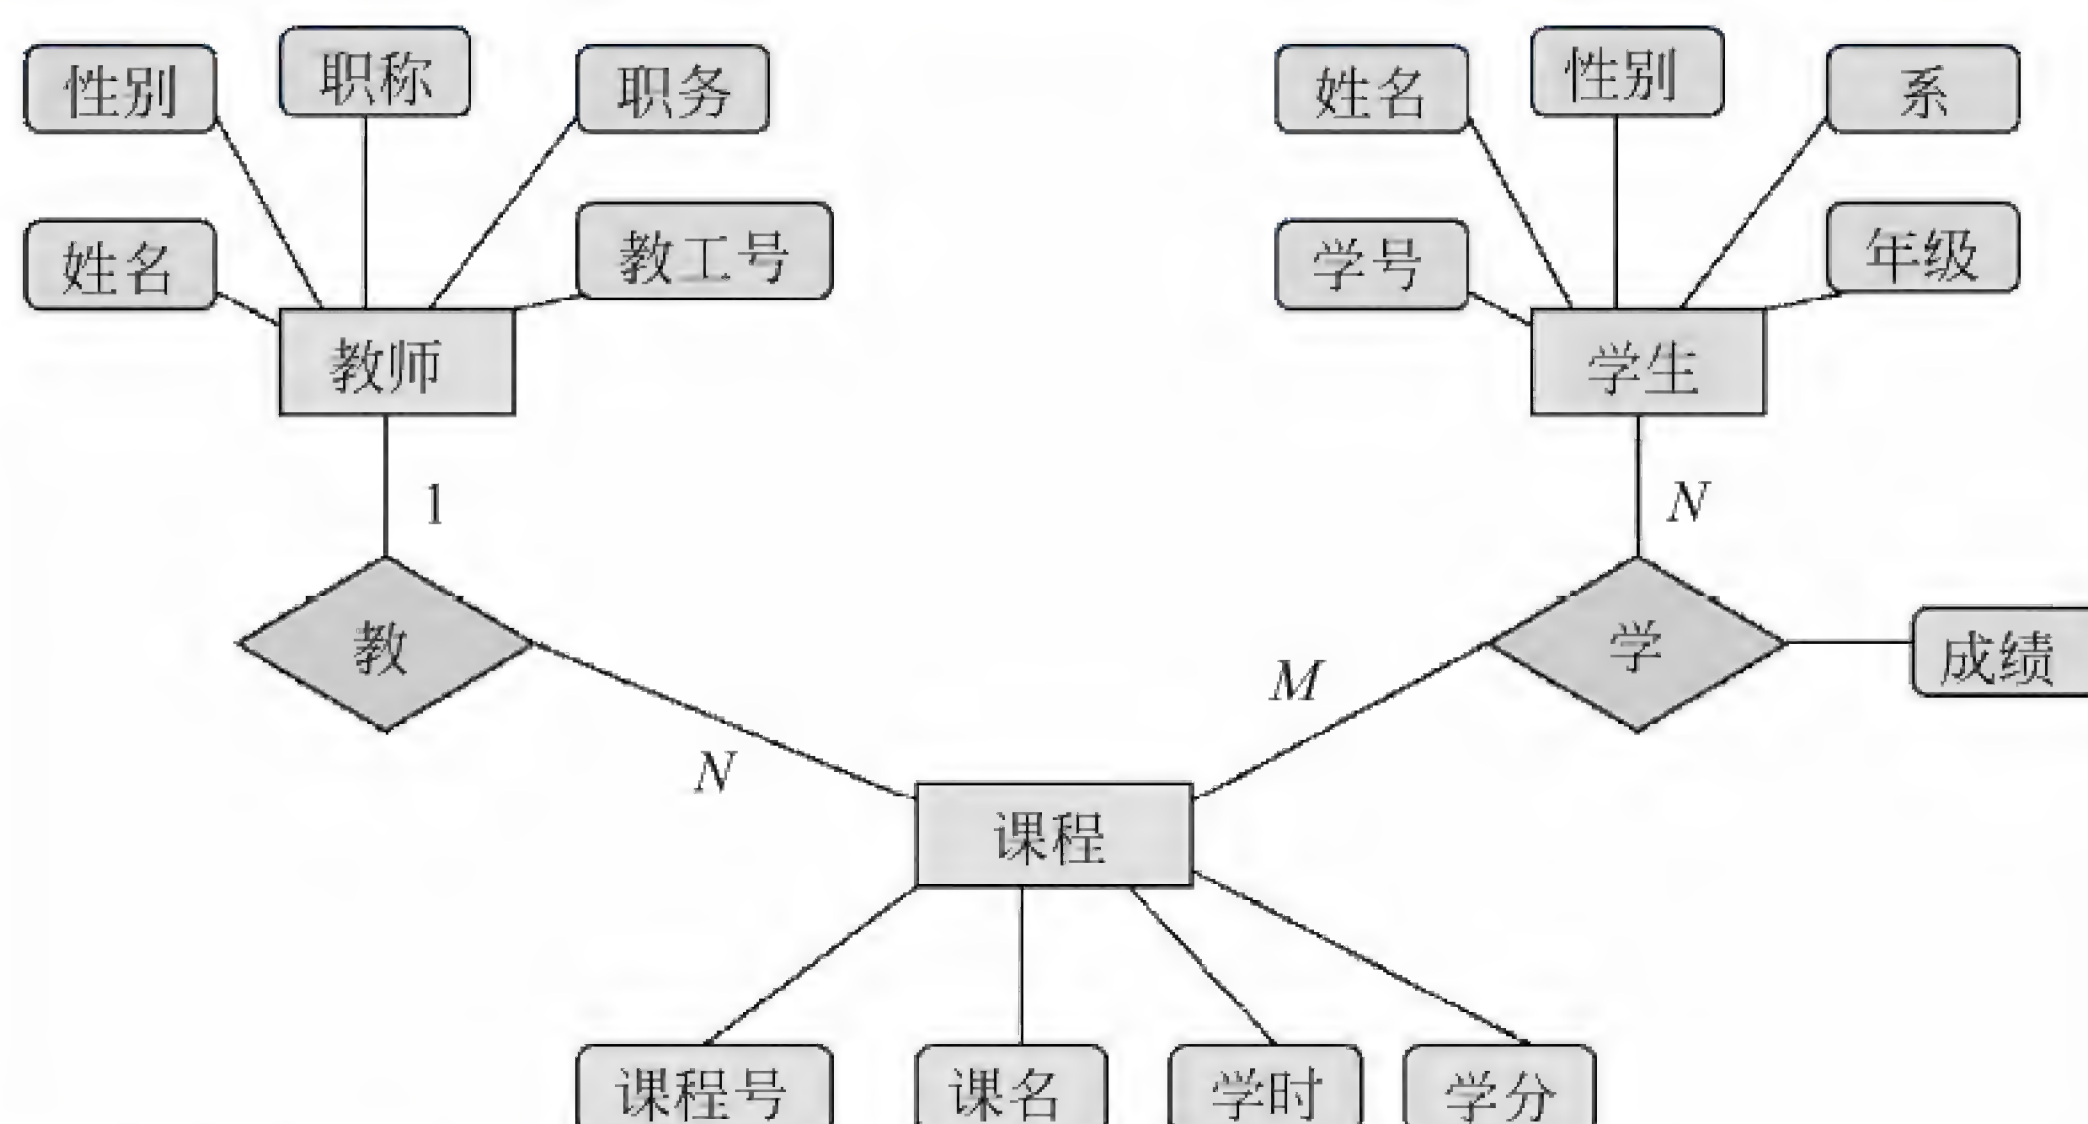 性别
职称
职务
姓名
性别
系
姓名
教工号
学号
年级
教师
学生
1
N
教
学
成绩
M
N
课程
课程号
课名
学时
学分